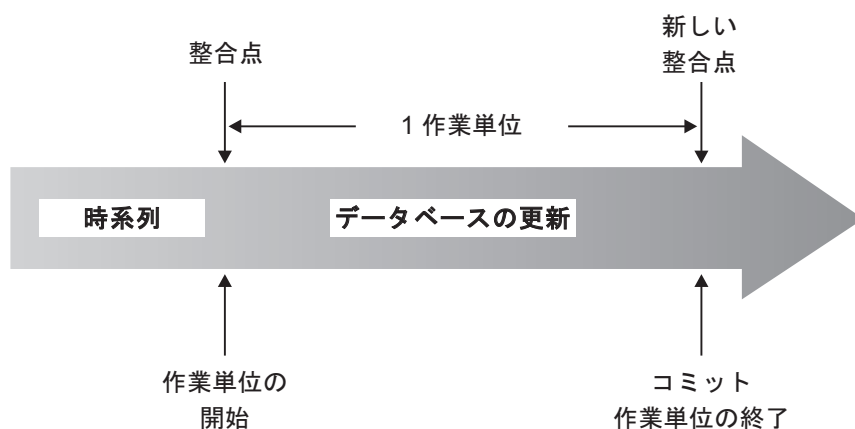 整合点
新しい
整合点
1 作業単位
時系列
データベースの更新
作業単位の
開始
コミット
作業単位の終了